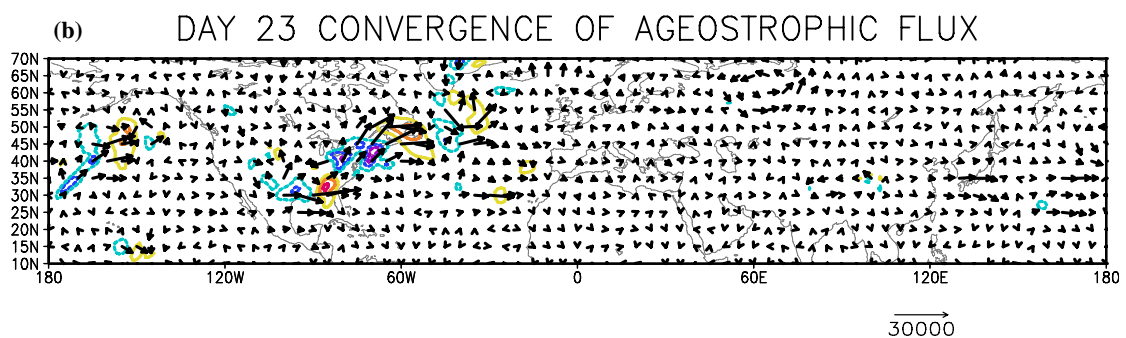 (b) DAY 23 CONVERGENCE OF AGEOSTROPHIC FLUX
70N
65N
60N
55N
50N
45N
40N
35N
30N
25N
20N
15N
10N
180 120W 60W 0 60E 120E 180
30000